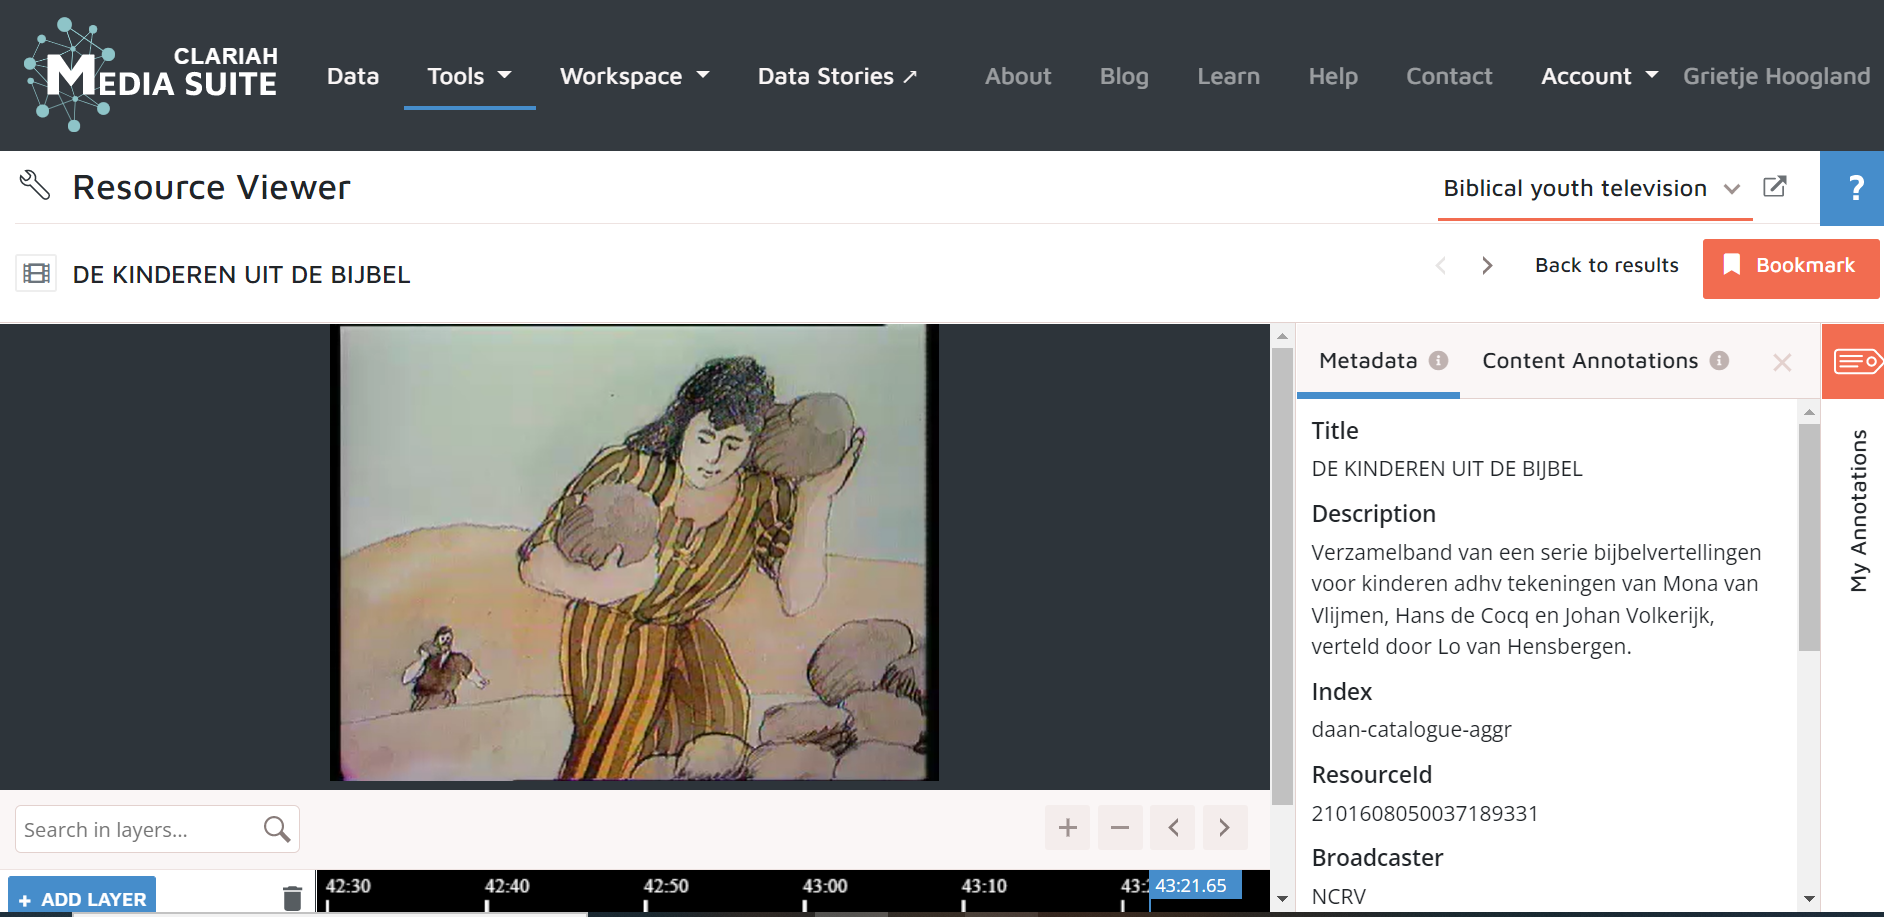 CLARIAH
MEDIA SUITE
Data
Tools
Workspace
Data Stories ↗
About
Blog
Learn
Help
Contact
Account
Grietje Hoogland
Resource Viewer
Biblical youth television
?
DE KINDEREN UIT DE BIJBEL
Back to results
Bookmark
Metadata
Content Annotations
My Annotations
Title
DE KINDEREN UIT DE BIJBEL
Description
Verzamelband van een serie bijbelvertellingen
voor kinderen adhv tekeningen van Mona van
Vlijmen, Hans de Cocq en Johan Volkerijk,
verteld door Lo van Hensbergen.
Index
daan-catalogue-aggr
ResourceId
2101608050037189331
Broadcaster
NCRV
Search in layers...
+ ADD LAYER
42:30
42:40
42:50
43:00
43:10
43:21.65